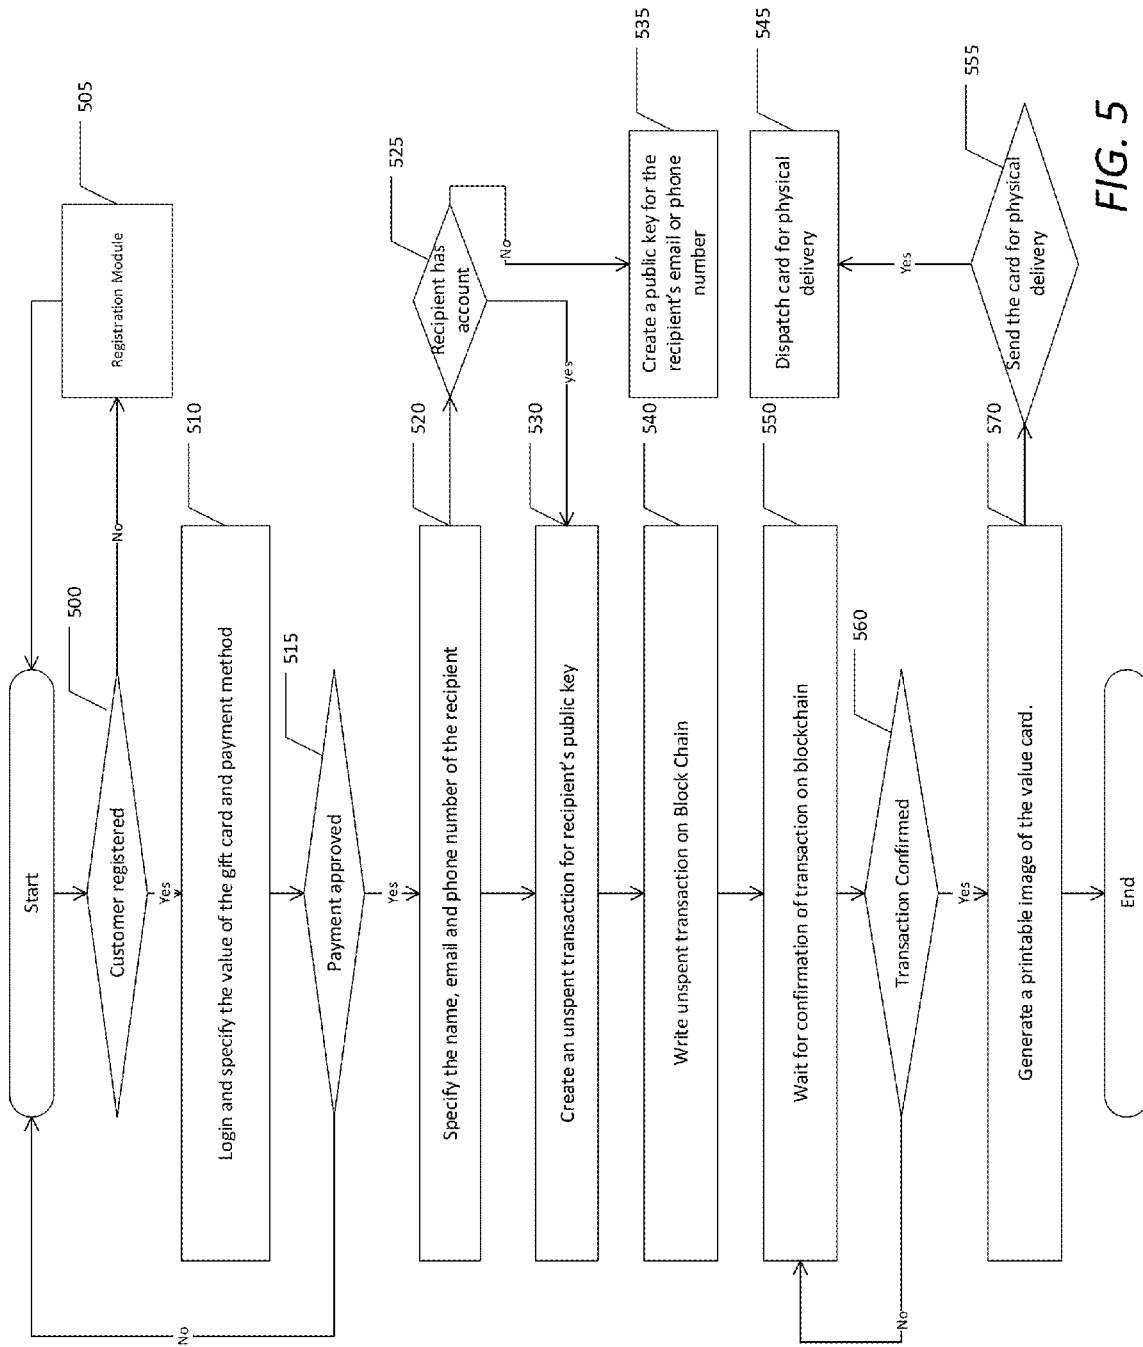 Start
500
Customer registered
No
505
Registration Module
Yes
510
Login and specify the value of the gift card and payment method
515
Payment approved
No
Yes
520
Specify the name, email and phone number of the recipient
525
Recipient has
account
No
yes
530
Create an unspent transaction for recipient's public key
535
Create a public key for the
recipient's email or phone
number
540
Write unspent transaction on Block Chain
545
Dispatch card for physical
delivery
550
Wait for confirmation of transaction on blockchain
560
Transaction Confirmed
No
Yes
Yes
570
Generate a printable image of the value card.
555
Send the card for physical
delivery
End
FIG. 5